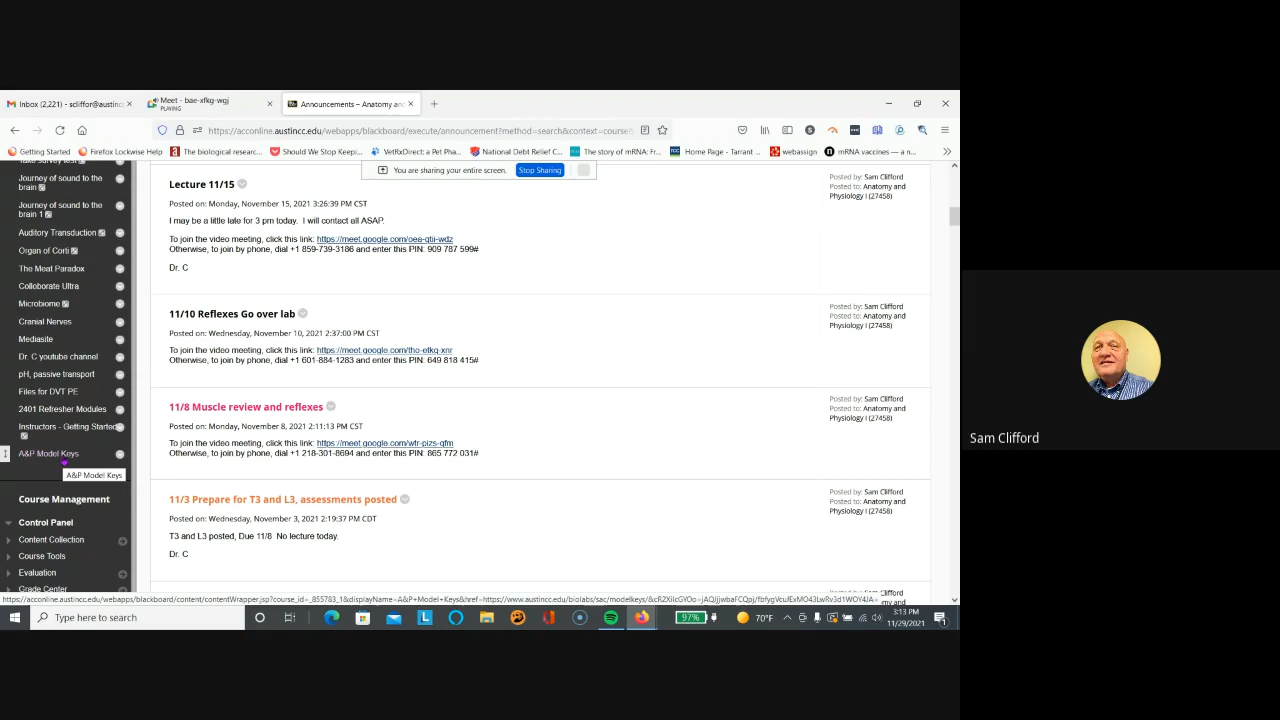 Inbox (2,221) - scliffor@austincc
Meet - bae-xfkg-wgj
PLAYING
Announcements – Anatomy and
https://acconline.austincc.edu/webapps/blackboard/execute/announcement?method=search&context=course
Getting Started
Firefox Lockwise Help
The biological researc...
Should We Stop Keepi...
VetRxDirect: a Pet Pha...
National Debt Relief C...
The story of mRNA: Fr...
Home Page - Tarrant ...
webassign
mRNA vaccines — a n...
You are sharing your entire screen.
Stop Sharing
Take survey test
Journey of sound to the
brain
Journey of sound to the
brain 1
Auditory Transduction
Organ of Corti
The Meat Paradox
Colloborate Ultra
Microbiome
Cranial Nerves
Mediasite
Dr. C youtube channel
pH, passive transport
Files for DVT PE
2401 Refresher Modules
Instructors - Getting Started
A&P Model Keys
A&P Model Keys
Course Management
Control Panel
Content Collection
Course Tools
Evaluation
Grade Center
Lecture 11/15
Posted on: Monday, November 15, 2021 3:26:39 PM CST
I may be a little late for 3 pm today. I will contact all ASAP.
To join the video meeting, click this link: https://meet.google.com/oea-qtii-wdz
Otherwise, to join by phone, dial +1 859-739-3186 and enter this PIN: 909 787 599#
Dr. C
Posted by: Sam Clifford
Posted to: Anatomy and
Physiology I (27458)
11/10 Reflexes Go over lab
Posted on: Wednesday, November 10, 2021 2:37:00 PM CST
To join the video meeting, click this link: https://meet.google.com/tho-efkq-xnr
Otherwise, to join by phone, dial +1 601-884-1283 and enter this PIN: 649 818 415#
Posted by: Sam Clifford
Posted to: Anatomy and
Physiology I (27458)
11/8 Muscle review and reflexes
Posted on: Monday, November 8, 2021 2:11:13 PM CST
To join the video meeting, click this link: https://meet.google.com/wtr-pizs-qfm
Otherwise, to join by phone, dial +1 218-301-8694 and enter this PIN: 865 772 031#
Posted by: Sam Clifford
Posted to: Anatomy and
Physiology I (27458)
11/3 Prepare for T3 and L3, assessments posted
Posted on: Wednesday, November 3, 2021 2:19:37 PM CDT
T3 and L3 posted, Due 11/8 No lecture today.
Dr. C
Posted by: Sam Clifford
Posted to: Anatomy and
Physiology I (27458)
Sam Clifford
Type here to search
97%
70°F
3:13 PM
11/29/2021